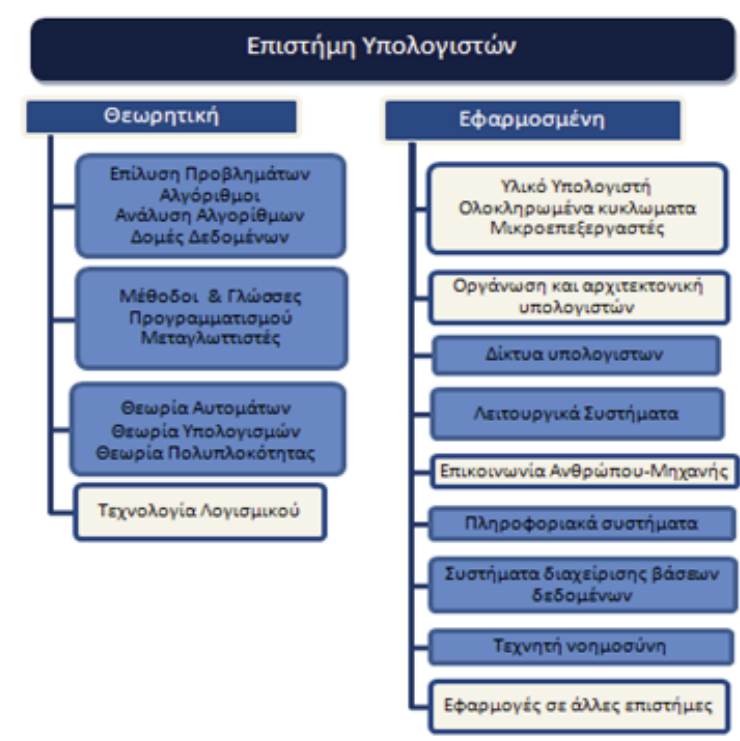 Επιστήμη Υπολογιστών
Θεωρητική
Επίλυση Προβλημάτων
Αλγόριθμοι
Ανάλυση Αλγορίθμων
Δομές Δεδομένων
Μέθοδοι & Γλώσσες
Προγραμματισμού
Μεταγλωττιστές
Θεωρία Αυτομάτων
Θεωρία Υπολογισμών
Θεωρία Πολυπλοκότητας
Τεχνολογία Λογισμικού
Εφαρμοσμένη
Υλικό Υπολογιστή
Ολοκληρωμένα κυκλωματα
Μικροεπεξεργαστές
Οργάνωση και αρχιτεκτονική
υπολογιστών
Δίκτυα υπολογιστων
Λειτουργικά Συστήματα
Επικοινωνία Ανθρώπου-Μηχανής
Πληροφοριακά συστήματα
Συστήματα διαχείρισης βάσεων
δεδομένων
Τεχνητή νοημοσύνη
Εφαρμογές σε άλλες επιστήμες